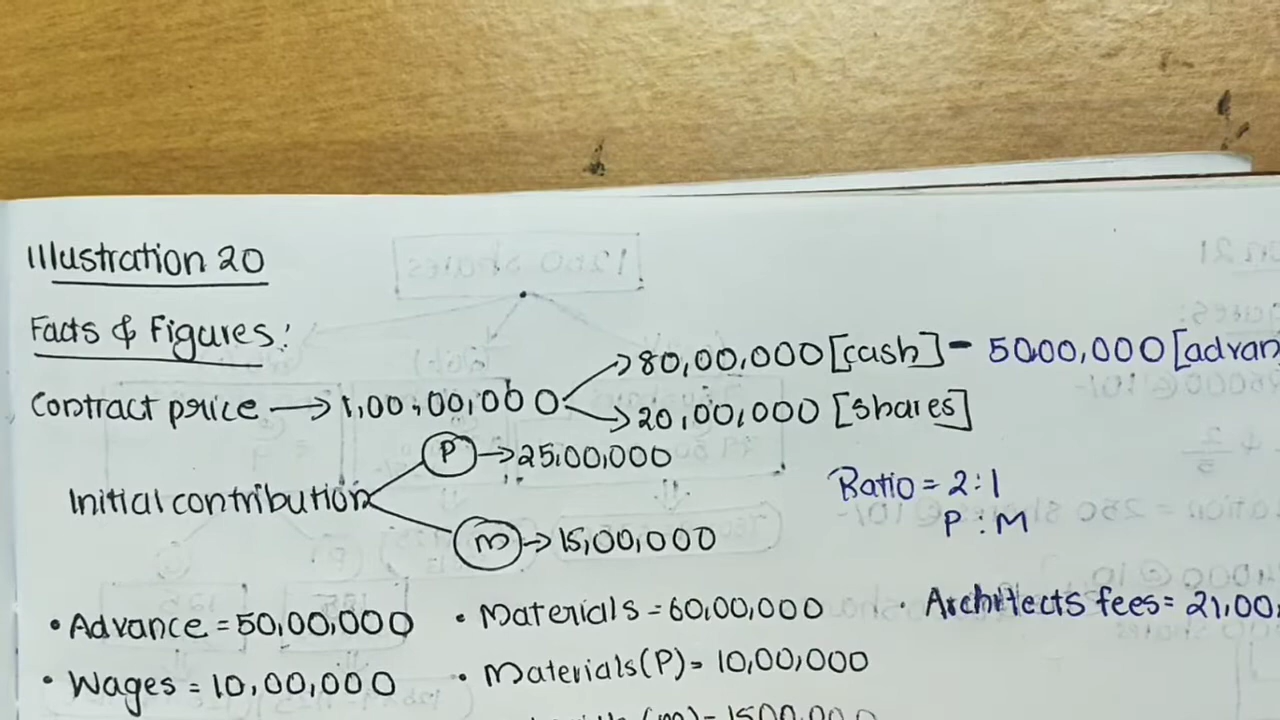 Illustration 20
Facts & Figures:
Contract price → 1,00,00,000
→ 80,00,000 [cash] - 5000,000 [advan
→ 20,00,000 [shares]
Initial contribution
P → 25,00,000
M → 15,00,000
Ratio = 2:1
P : M
• Advance = 50,00,000
• Materials = 60,00,000
• Architects fees = 21,00,
• Wages = 10,00,000
• Materials (P) = 10,00,000
(m) = 1500,000